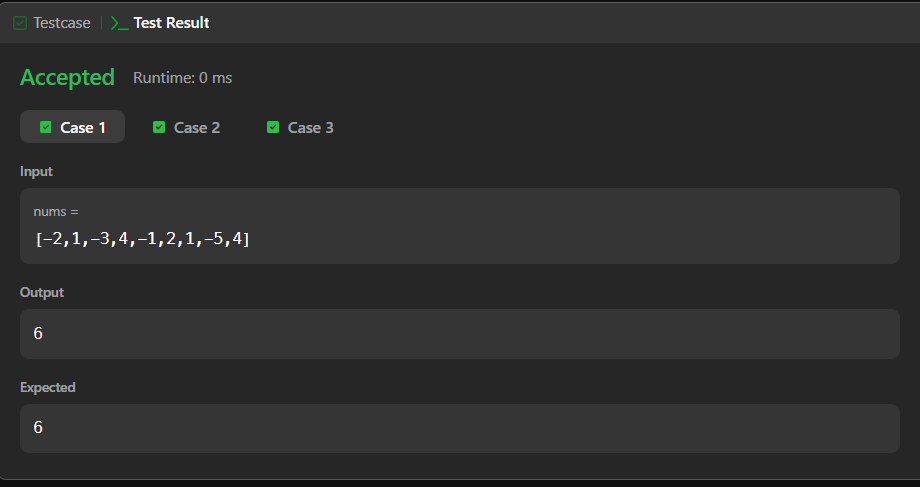 Testcase | >_ Test Result
Accepted Runtime: 0 ms
Case 1 Case 2 Case 3
Input
nums =
[-2,1,-3,4,-1,2,1,-5,4]
Output
6
Expected
6